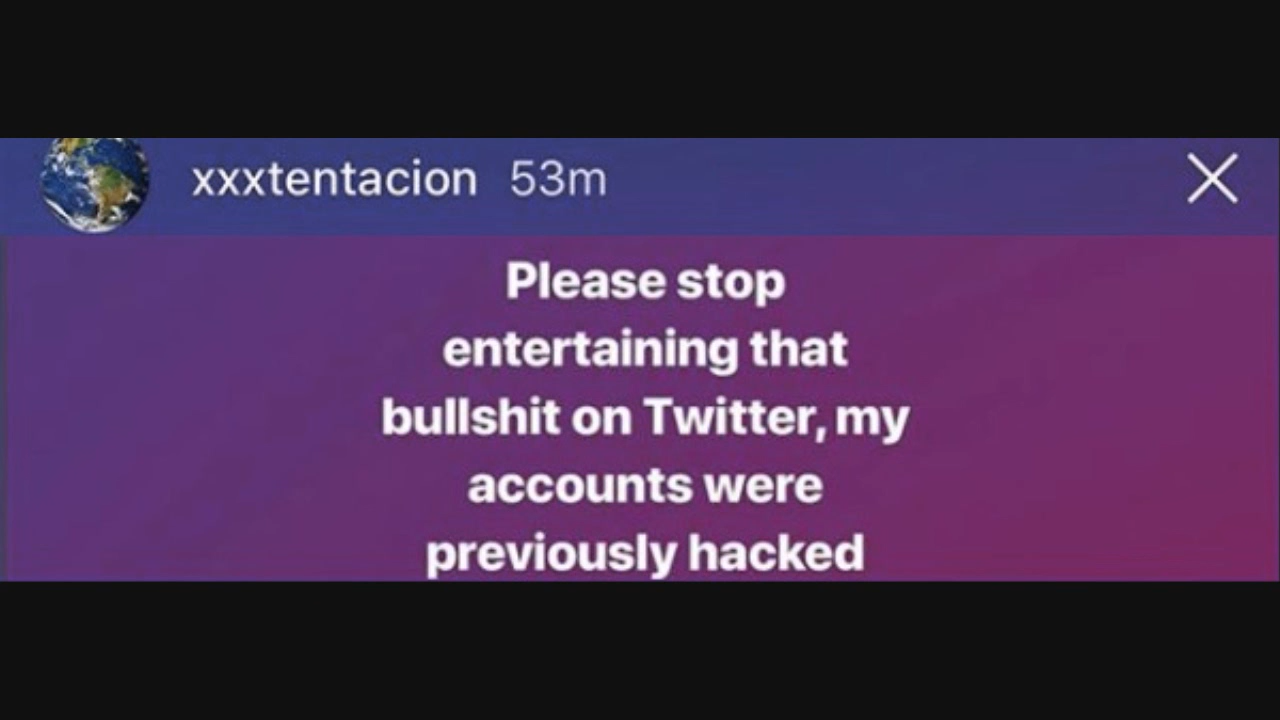 xxxtentacion 53m
Please stop
entertaining that
bullshit on Twitter, my
accounts were
previously hacked